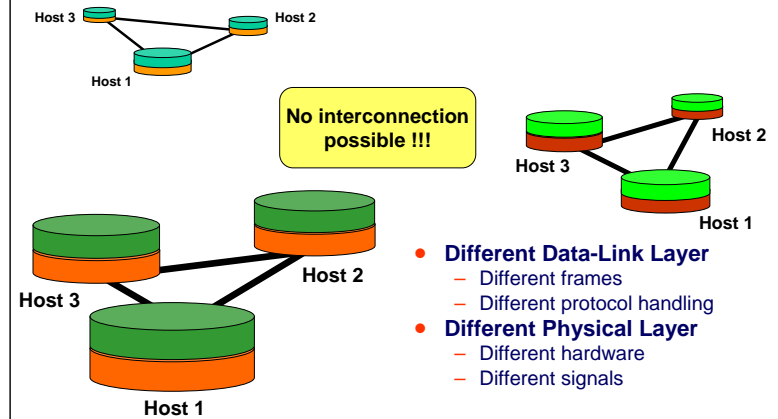 Host 3
Host 2
Host 1
No interconnection
possible !!!
Host 3
Host 2
Host 1
Host 3
Host 2
Host 1
• Different Data-Link Layer
– Different frames
– Different protocol handling
• Different Physical Layer
– Different hardware
– Different signals